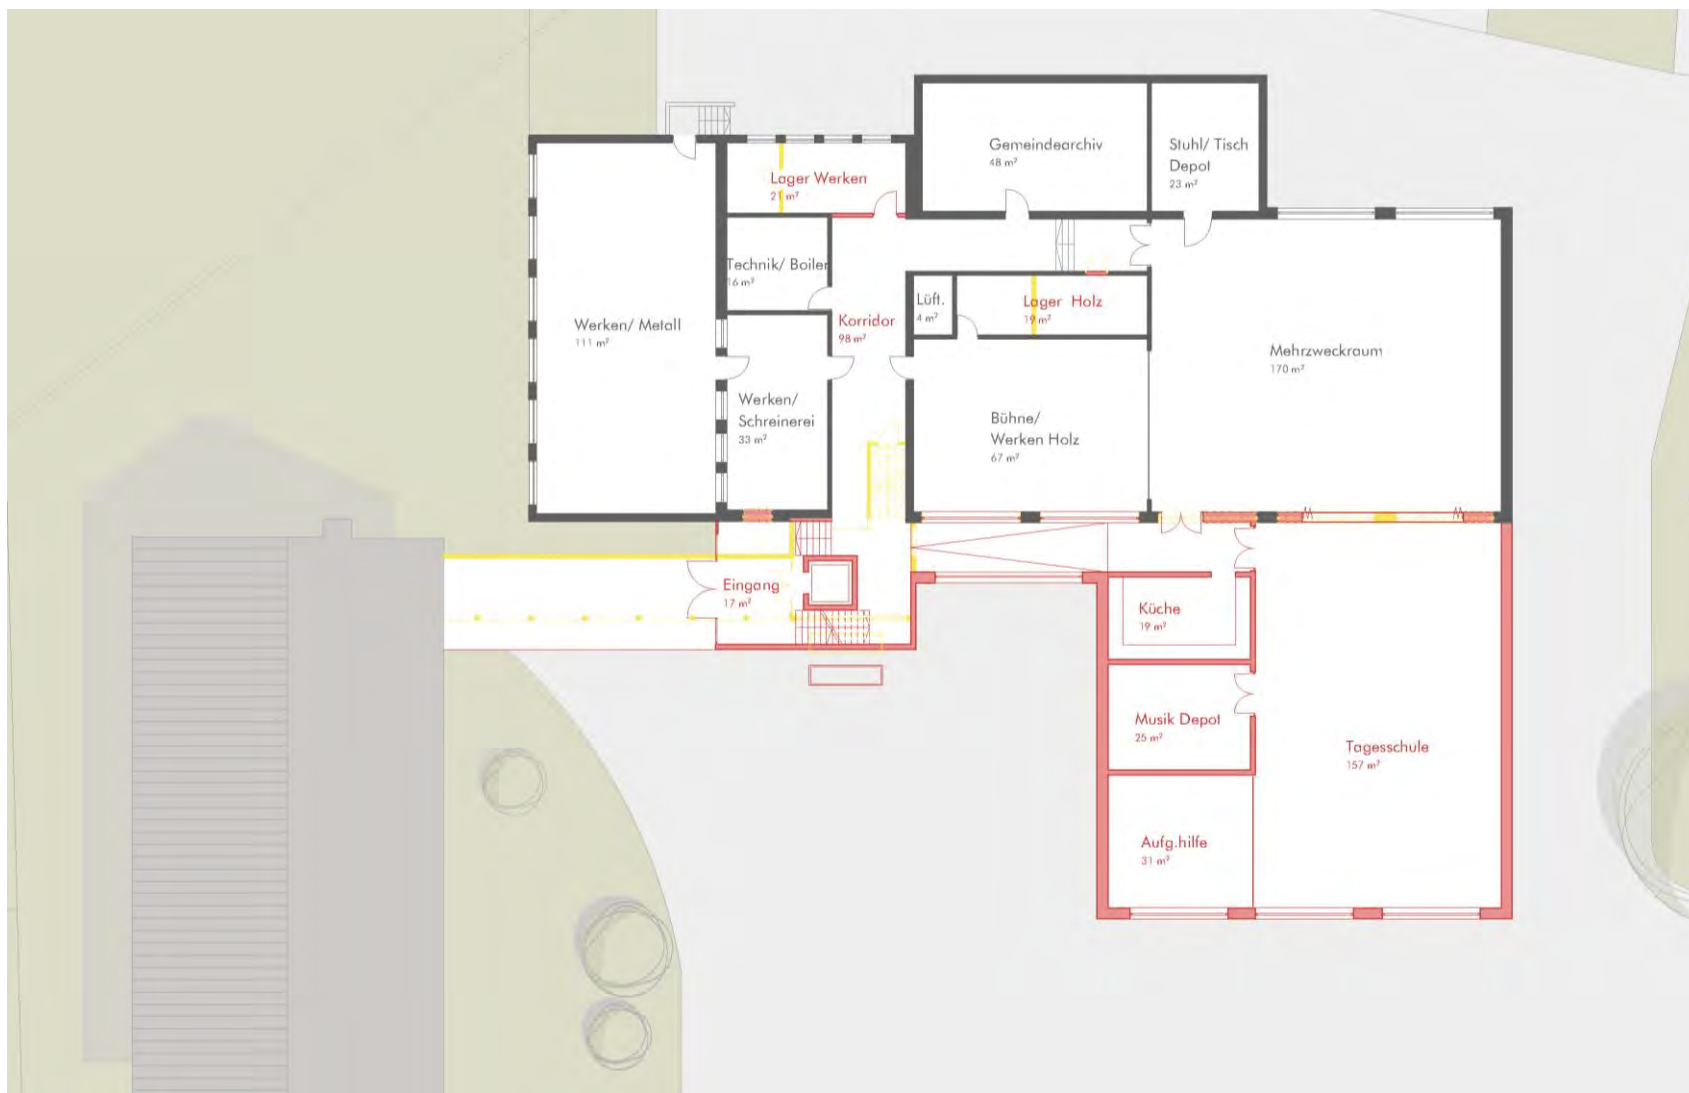 Gemeindearchiv
48 m²
Stuhl/ Tisch
Depot
23 m²
Lager Werken
21 m²
Technik/ Boiler
16 m²
Lüft.
4 m²
Lager Holz
19 m²
Korridor
98 m²
Werken/ Metall
111 m²
Mehrzweckraum
170 m²
Werken/
Schreinerei
33 m²
Bühne/
Werken Holz
67 m²
Eingang
17 m²
Küche
19 m²
Musik Depot
25 m²
Tagesschule
157 m²
Aufg.hilfe
31 m²